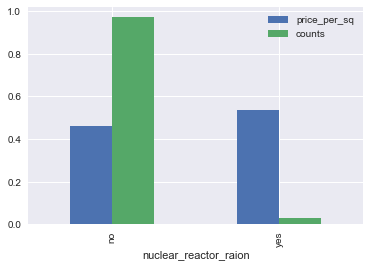 1.0
0.8
0.6
0.4
0.2
0.0
price_per_sq
counts
no
yes
nuclear_reactor_raion